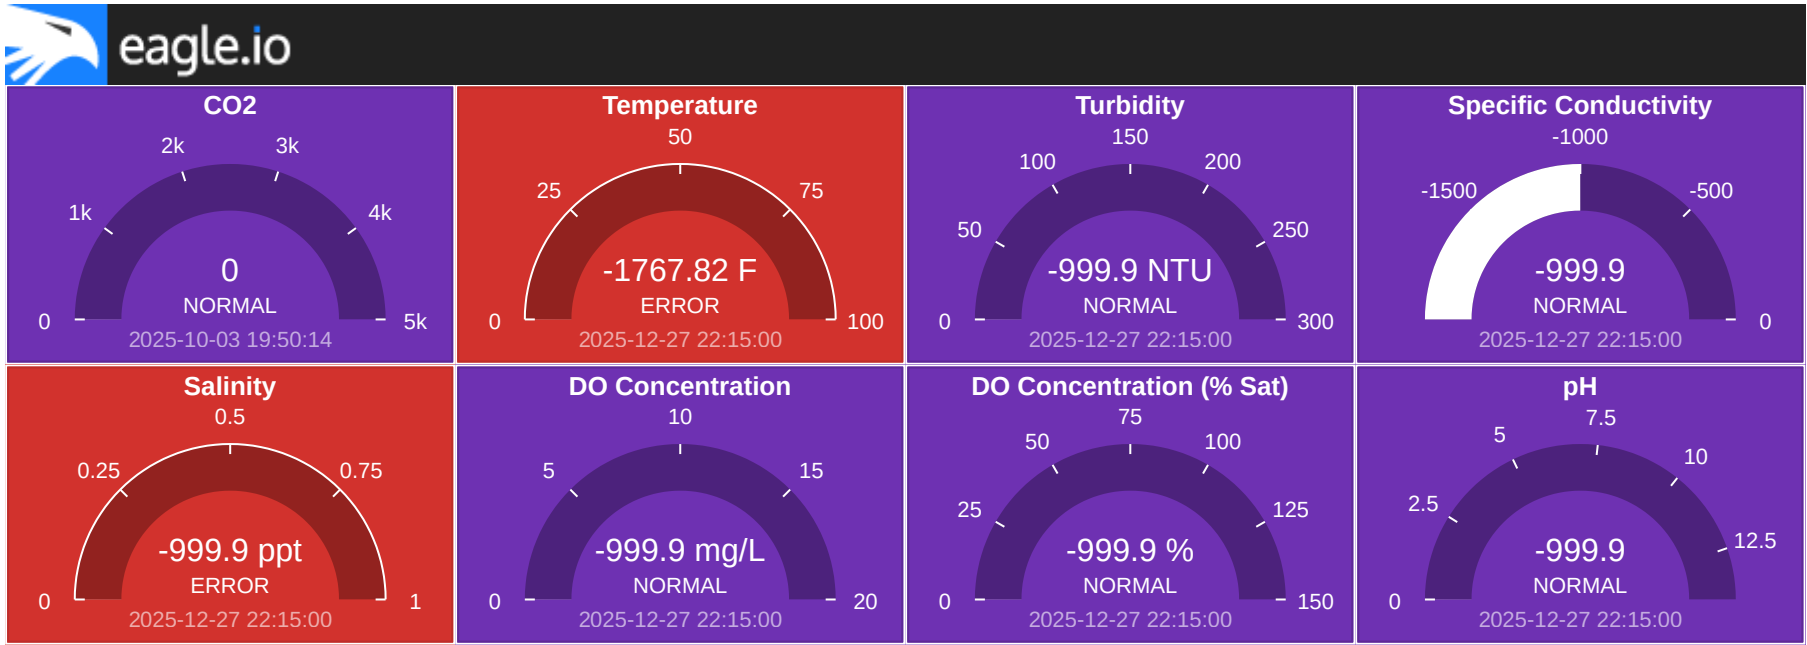 eagle.io
CO2
2k 3k
1k 4k
0
NORMAL
0 5k
2025-10-03 19:50:14
Temperature
50
25 75
-1767.82 F
ERROR
0 100
2025-12-27 22:15:00
Turbidity
150
100 200
50 250
-999.9 NTU
NORMAL
0 300
2025-12-27 22:15:00
Specific Conductivity
-1000
-1500 -500
-999.9
NORMAL
0
2025-12-27 22:15:00
Salinity
0.5
0.25 0.75
-999.9 ppt
ERROR
0 1
2025-12-27 22:15:00
DO Concentration
10
5 15
-999.9 mg/L
NORMAL
0 20
2025-12-27 22:15:00
DO Concentration (% Sat)
75
50 100
25 125
-999.9 %
NORMAL
0 150
2025-12-27 22:15:00
pH
7.5
5 10
2.5 12.5
-999.9
NORMAL
0
2025-12-27 22:15:00